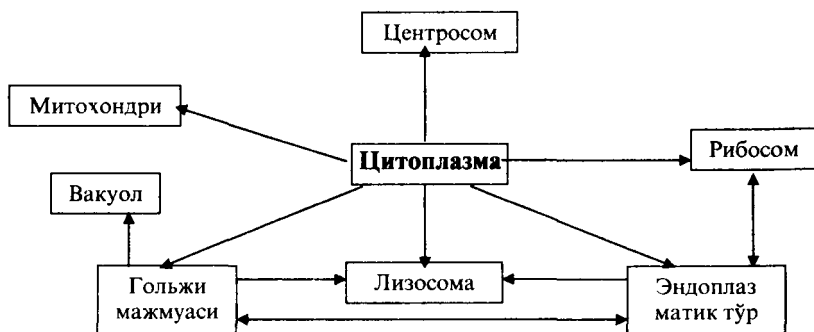 Центросом
Митохондри
Цитоплазма
Рибосом
Вакуол
Гольжи
мажмуаси
Лизосома
Эндоплаз
матик тўр